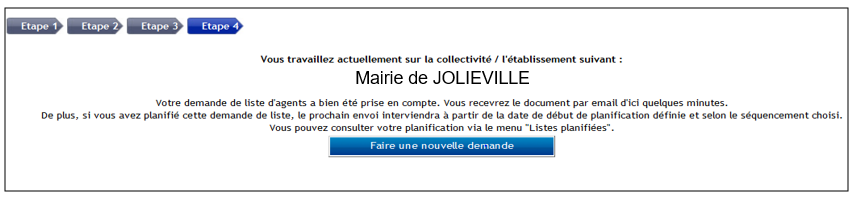 Etape 1 Etape 2 Etape 3 Etape 4
Vous travaillez actuellement sur la collectivité / l'établissement suivant :
Mairie de JOLIEVILLE
Votre demande de liste d'agents a bien été prise en compte. Vous recevrez le document par email d'ici quelques minutes.
De plus, si vous avez planifié cette demande de liste, le prochain envoi interviendra à partir de la date de début de planification définie et selon le séquencement choisi.
Vous pouvez consulter votre planification via le menu "Listes planifiées".
Faire une nouvelle demande